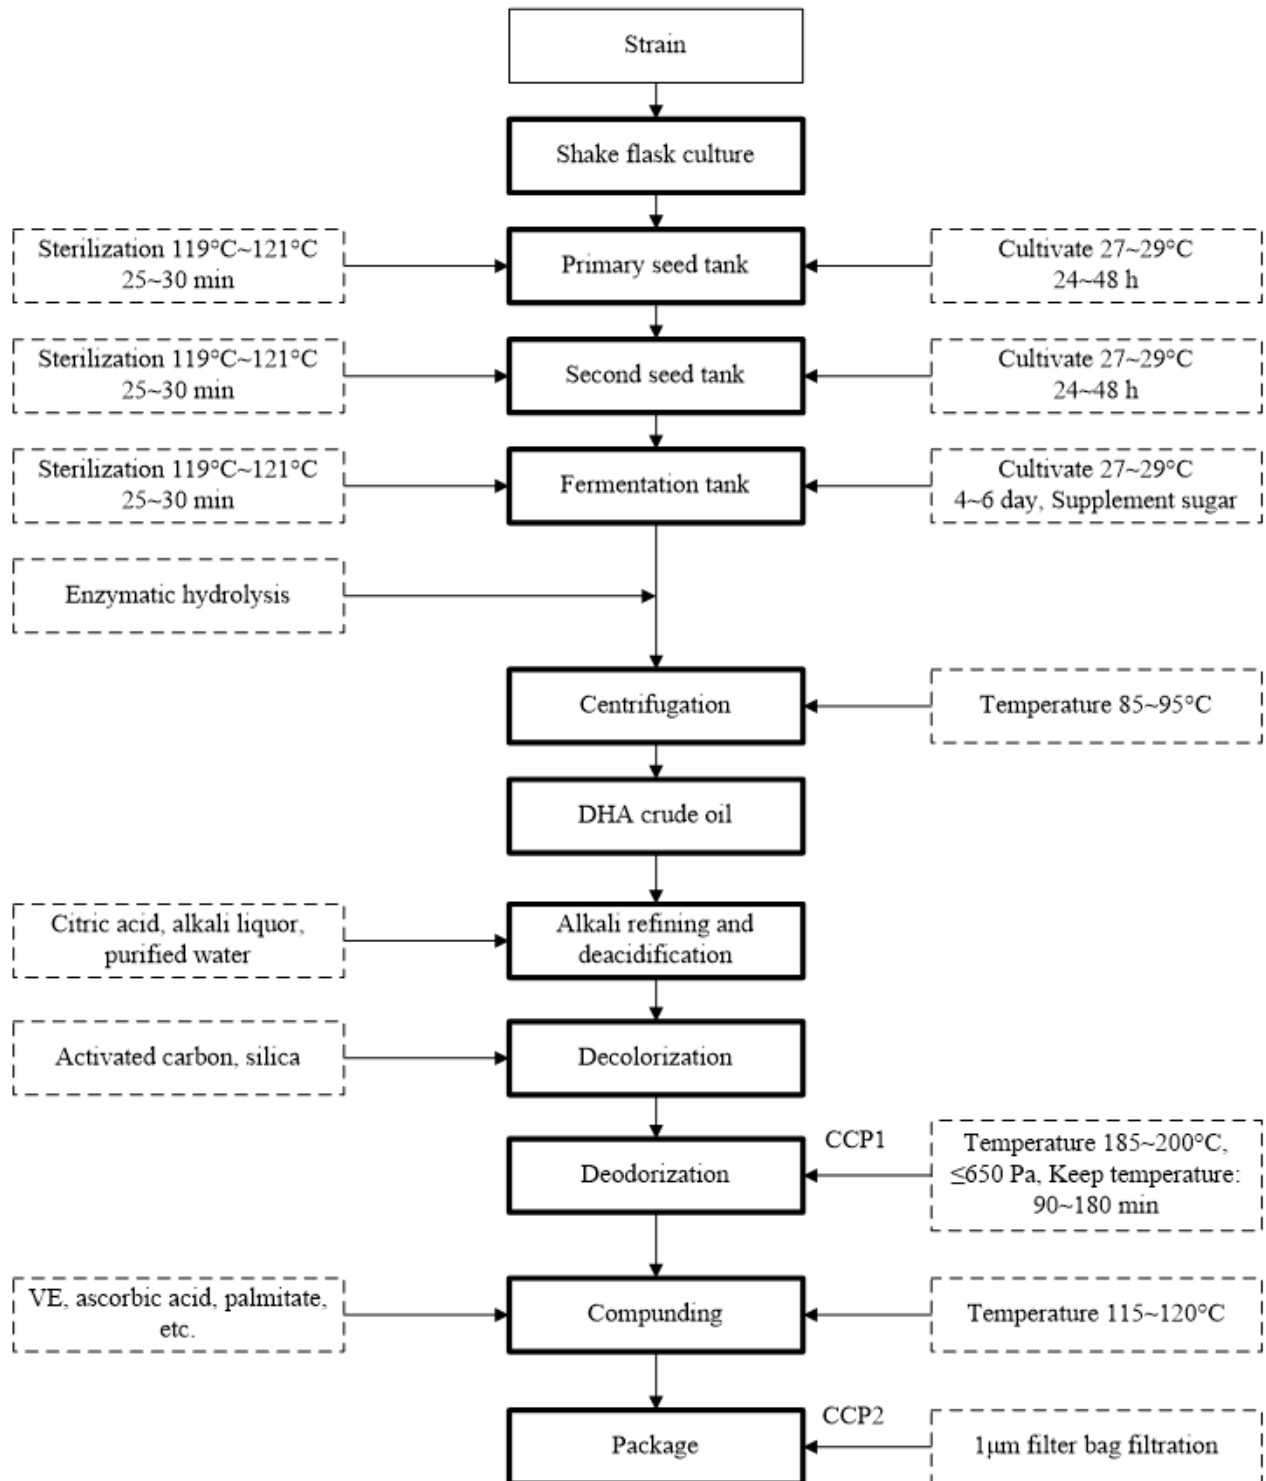 Strain
Shake flask culture
Sterilization 119°C~121°C
25~30 min
Primary seed tank
Cultivate 27~29°C
24~48 h
Sterilization 119°C~121°C
25~30 min
Second seed tank
Cultivate 27~29°C
24~48 h
Sterilization 119°C~121°C
25~30 min
Fermentation tank
Cultivate 27~29°C
4~6 day, Supplement sugar
Enzymatic hydrolysis
Centrifugation
Temperature 85~95°C
DHA crude oil
Citric acid, alkali liquor,
purified water
Alkali refining and
deacidification
Activated carbon, silica
Decolorization
Deodorization
CCP1
Temperature 185~200°C,
≤650 Pa, Keep temperature:
90~180 min
VE, ascorbic acid, palmitate,
etc.
Compunding
Temperature 115~120°C
Package
CCP2
1μm filter bag filtration